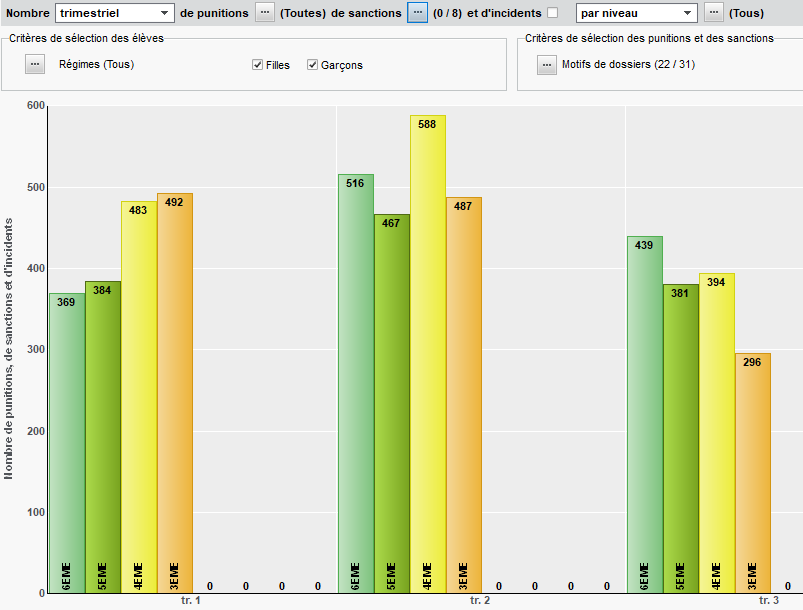 Nombre trimestriel de punitions ... (Toutes) de sanctions ... (0 / 8) et d'incidents par niveau ... (Tous)
Critères de sélection des élèves
Critères de sélection des punitions et des sanctions
... Régimes (Tous) Filles Garçons
... Motifs de dossiers (22 / 31)
Nombre de punitions, de sanctions et d'incidents
600
500
400
300
200
100
0
369 384 483 492
6EME 5EME 4EME 3EME 0 0 0 0
516 467 588 487
6EME 5EME 4EME 3EME 0 0 0 0
439 381 394 296
6EME 5EME 4EME 3EME 0
tr. 1 tr. 2 tr. 3